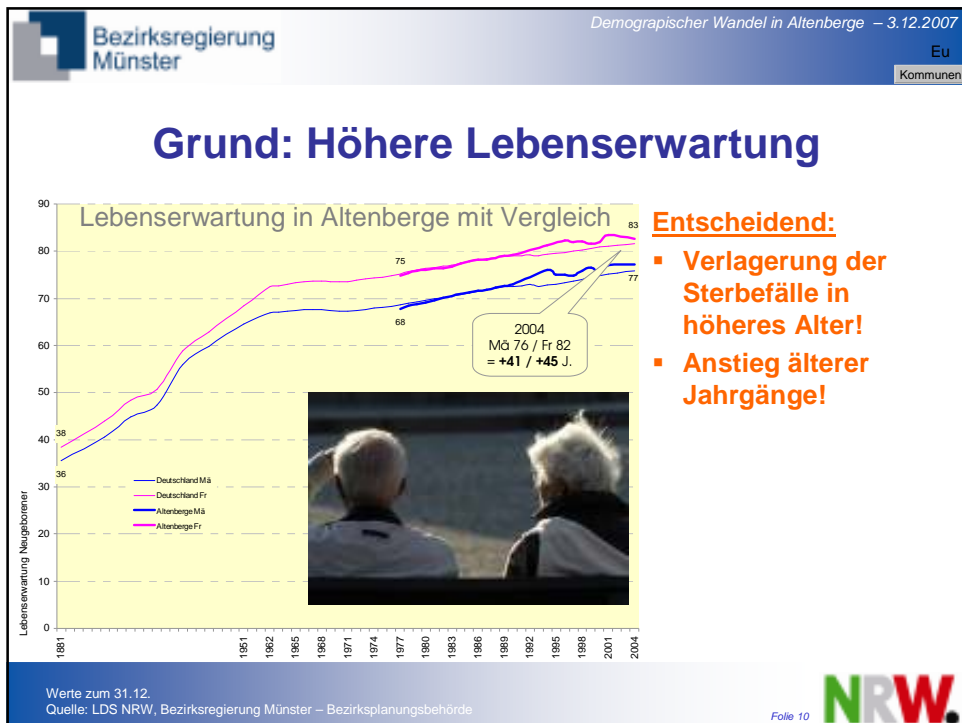 Bezirksregierung
Münster
Demograpischer Wandel in Altenberge – 3.12.2007
Eu
Kommunen
Grund: Höhere Lebenserwartung
Lebenserwartung in Altenberge mit Vergleich
Lebenserwartung Neugeborener
90
80
70
60
50
40
30
20
10
0
38
36
75
68
83
77
2004
Mä 76 / Fr 82
= +41 / +45 J.
Deutschland Mä
Deutschland Fr
Altenberge Mä
Altenberge Fr
1881
1951
1962
1965
1968
1971
1974
1977
1980
1983
1986
1989
1992
1995
1998
2001
2004
Entscheidend:
▪ Verlagerung der
Sterbefälle in
höheres Alter!
▪ Anstieg älterer
Jahrgänge!
Werte zum 31.12.
Quelle: LDS NRW, Bezirksregierung Münster – Bezirksplanungsbehörde
Folie 10
NRW.